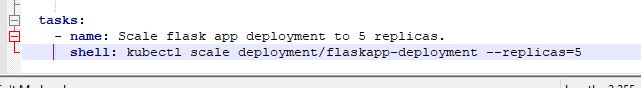 tasks:
- name: Scale flask app deployment to 5 replicas.
shell: kubectl scale deployment/flaskapp-deployment --replicas=5